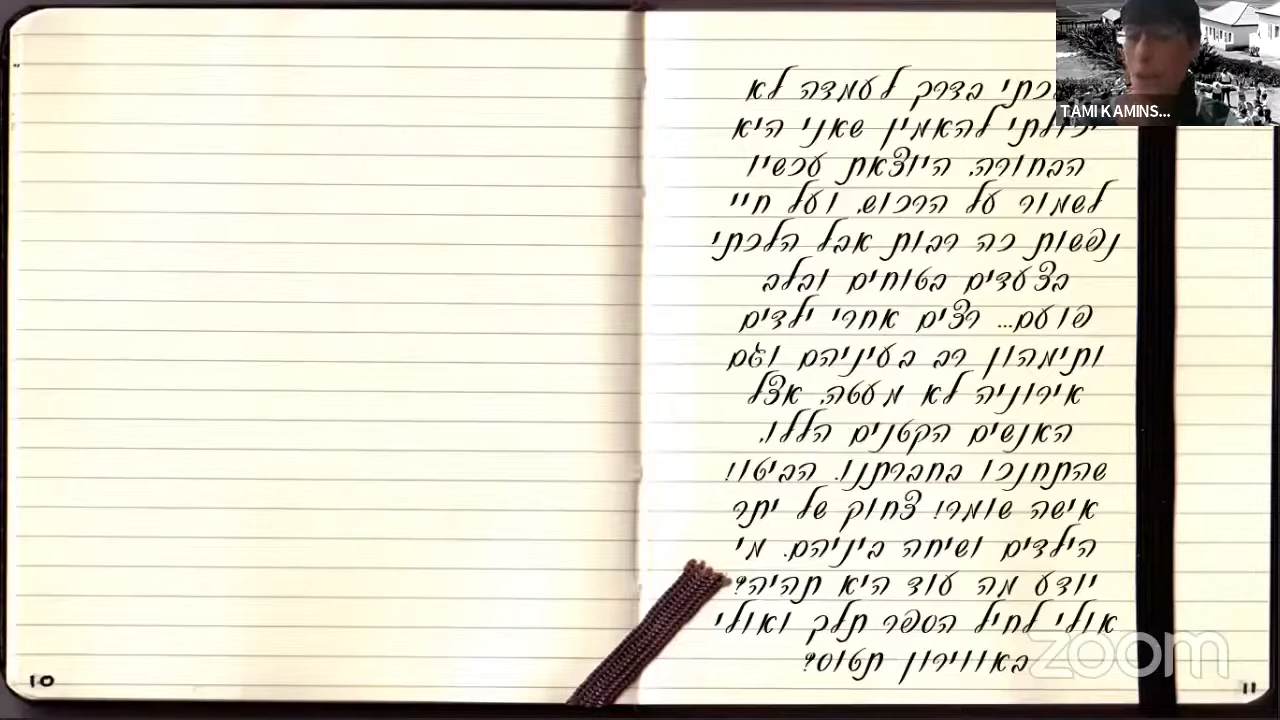 TAMI KAMINS...
בדרך לעמדה לא
יכולתי להאמין שאני היא
הבחורה, היוצאת עכשיו
לשמור על הרכוש, ועל חיי
נפשות כה רבות אבל הלכתי
בצעדים בטוחים ובלב
פועם... רצים אחרי ילדים
ותימהון רב בעיניהם וגם
אירוניה לא מעטה, אצל
האנשים הקטנים הללו,
שהתחנכו בחברתנו. הביטו!
אישה שומר! צחוק של יתר
הילדים ושיחה ביניהם. מי
יודע מה עוד היא תהיה?
אולי לחיל הספר תלך ואולי
באווירון תטוס?
zoom
10
11